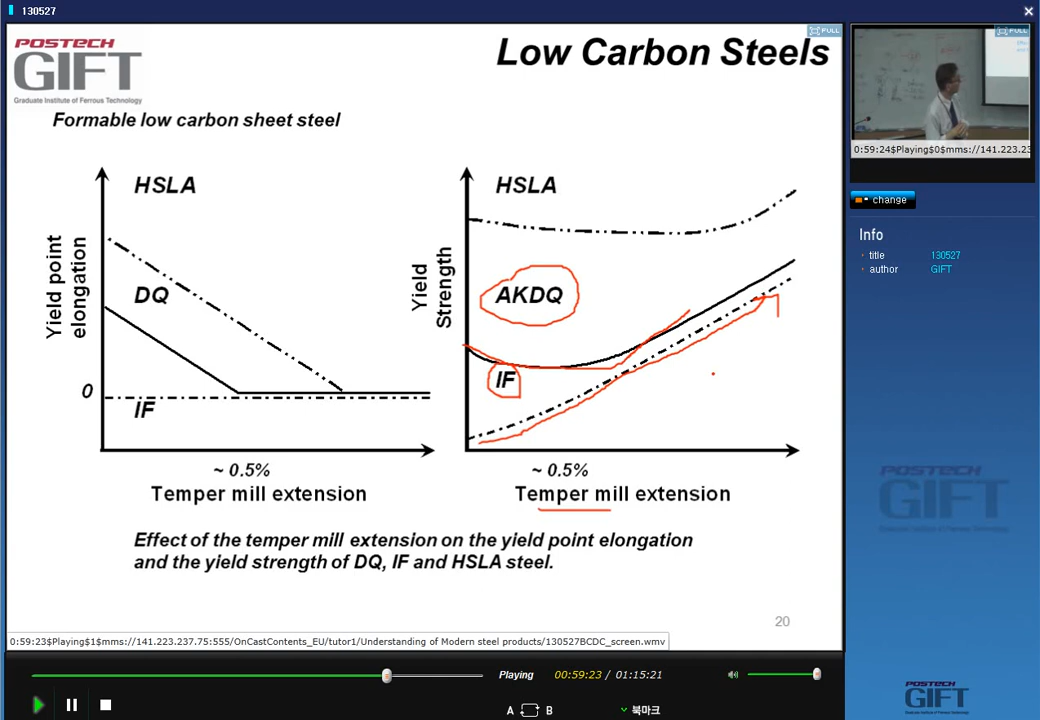 130527
POSTECH
GIFT
Graduate Institute of Ferrous Technology
Low Carbon Steels
FULL
Formable low carbon sheet steel
HSLA
Yield point
elongation
DQ
0
IF
~ 0.5%
Temper mill extension
HSLA
Yield
Strength
AKDQ
IF
~ 0.5%
Temper mill extension
Effect of the temper mill extension on the yield point elongation
and the yield strength of DQ, IF and HSLA steel.
20
0:59:23$Playing$1$mms://141.223.237.75:555/OnCastContents_EU/tutor1/Understanding of Modern steel products/130527BCDC_screen.wmv
Playing
00:59:23 / 01:15:21
A B
북마크
FULL
0:59:24$Playing$0$mms://141.223.23
change
Info
title 130527
author GIFT
POSTECH
GIFT
POSTECH
GIFT